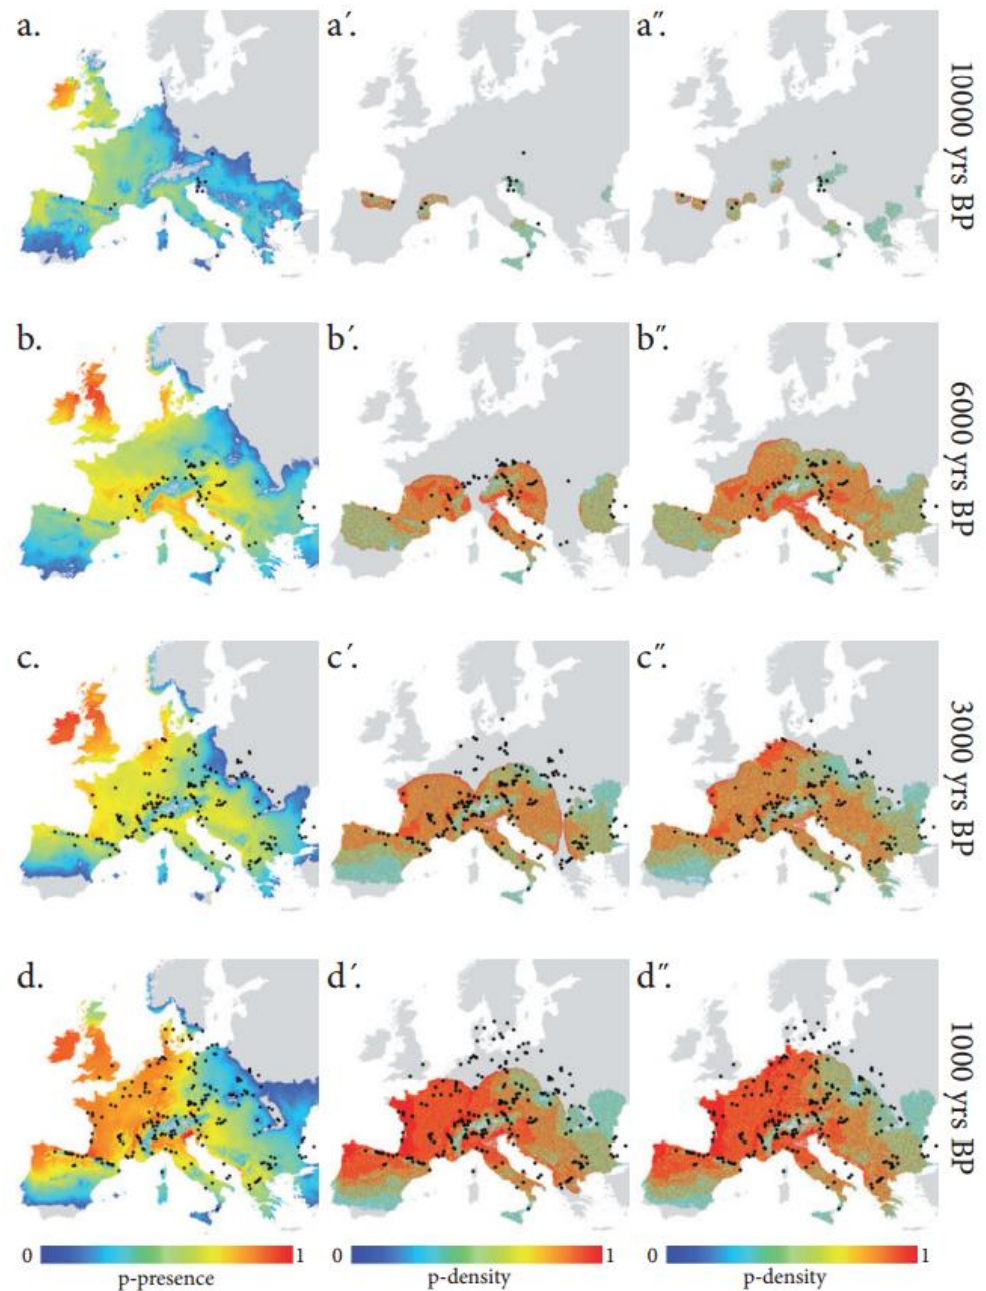 a.
a′.
a″.
10000 yrs BP
b.
b′.
b″.
6000 yrs BP
c.
c′.
c″.
3000 yrs BP
d.
d′.
d″.
1000 yrs BP
0 1
p-presence
0 1
p-density
0 1
p-density